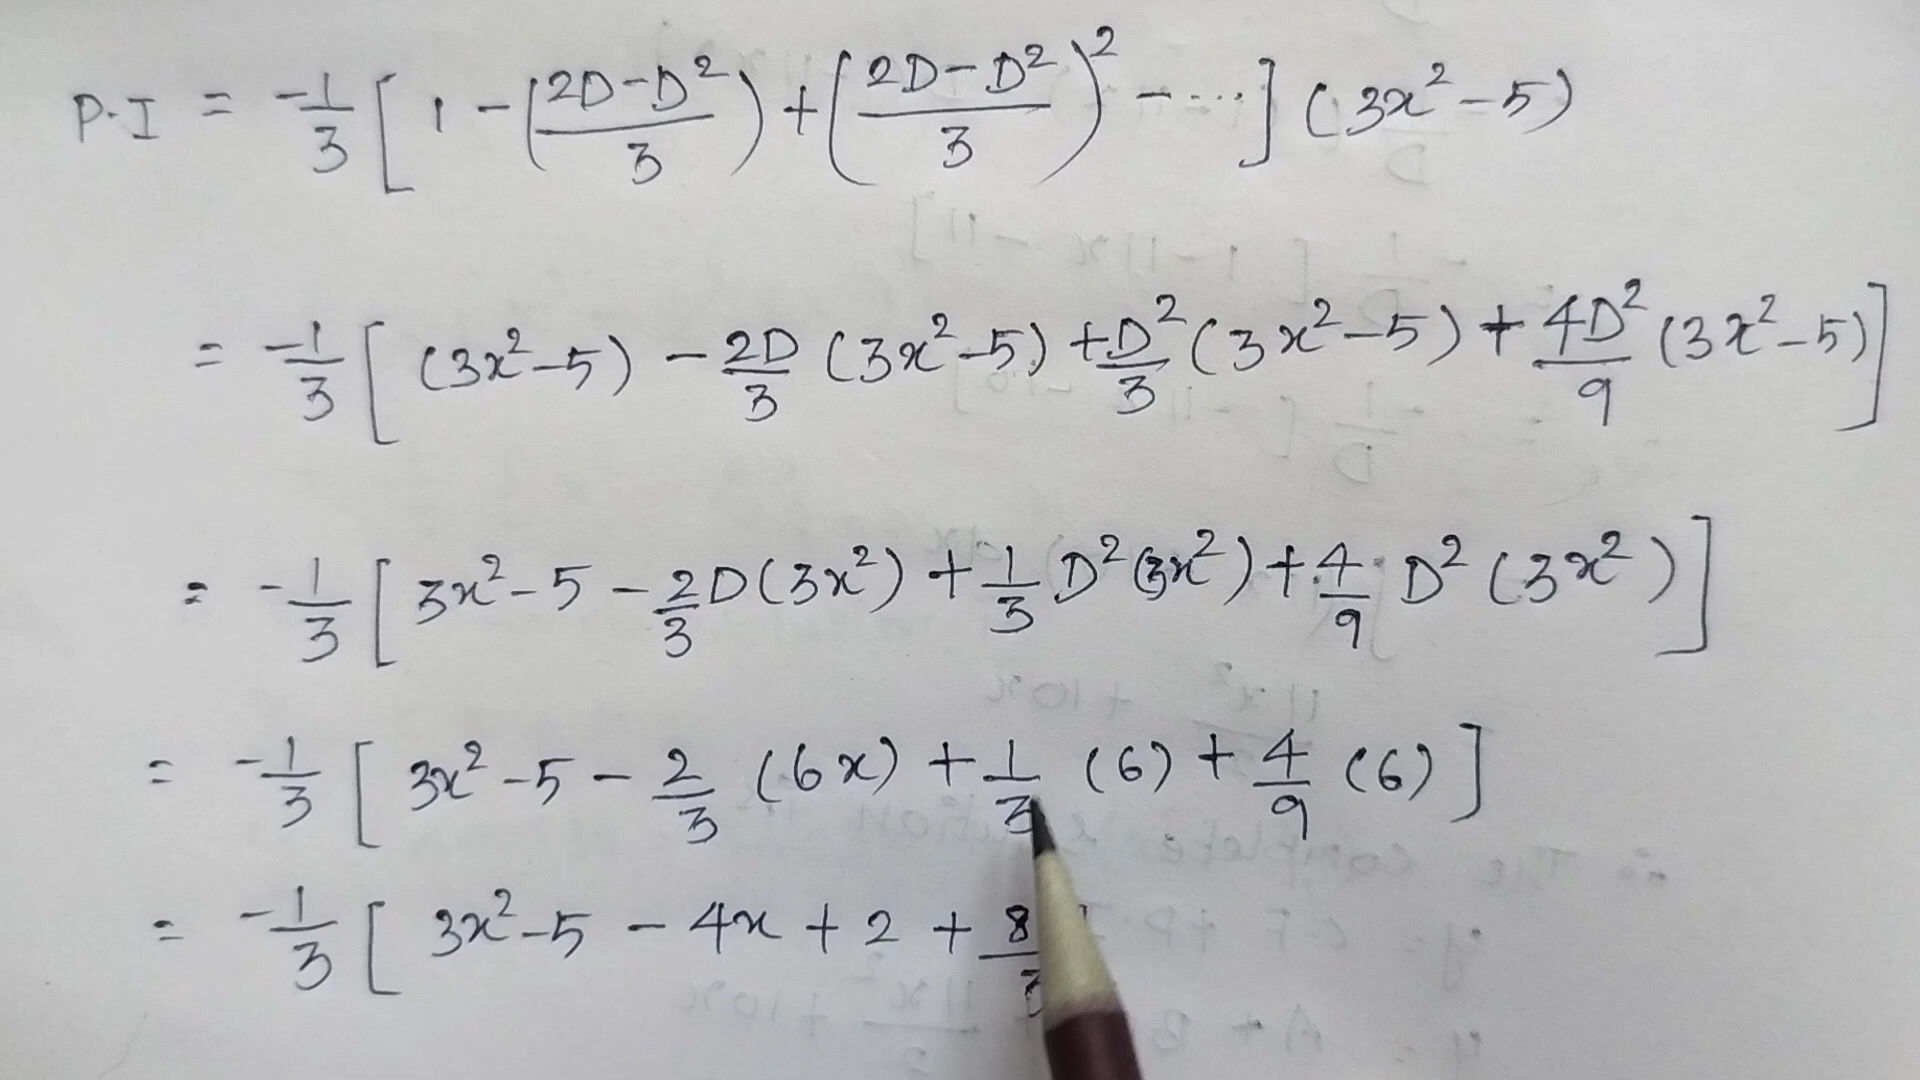 P.I = -1/3 [ 1 - ((2D-D²)/3) + ((2D-D²)/3)² - .... ] (3x²-5)
= -1/3 [ (3x²-5) - 2D/3 (3x²-5) + D²/3 (3x²-5) + 4D²/9 (3x²-5) ]
= -1/3 [ 3x²-5 - 2/3 D(3x²) + 1/3 D²(3x²) + 4/9 D²(3x²) ]
= -1/3 [ 3x²-5 - 2/3 (6x) + 1/3 (6) + 4/9 (6) ]
= -1/3 [ 3x²-5 - 4x + 2 + 8/3